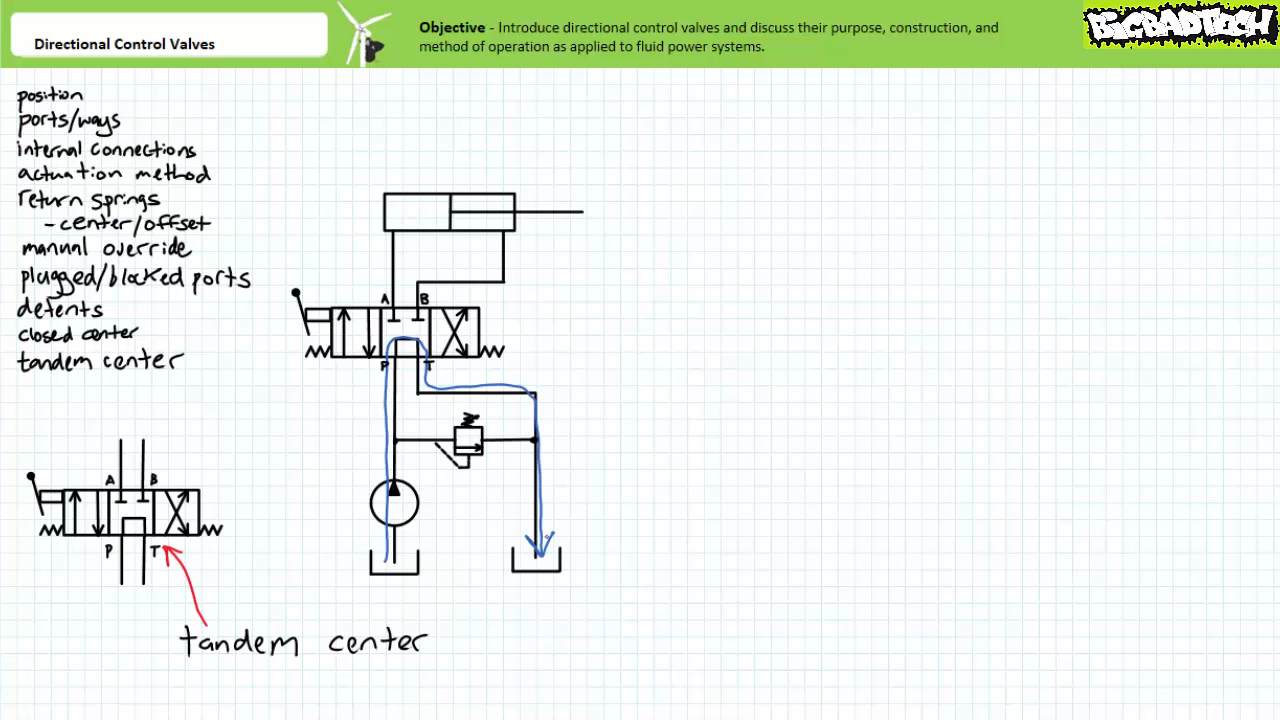 Directional Control Valves
Objective - Introduce directional control valves and discuss their purpose, construction, and
method of operation as applied to fluid power systems.
BIGBADTECH
position
ports/ways
internal connections
actuation method
return springs
- center/offset
manual override
plugged/blocked ports
detents
closed center
tandem center
A B
P T
A B
P T
tandem center